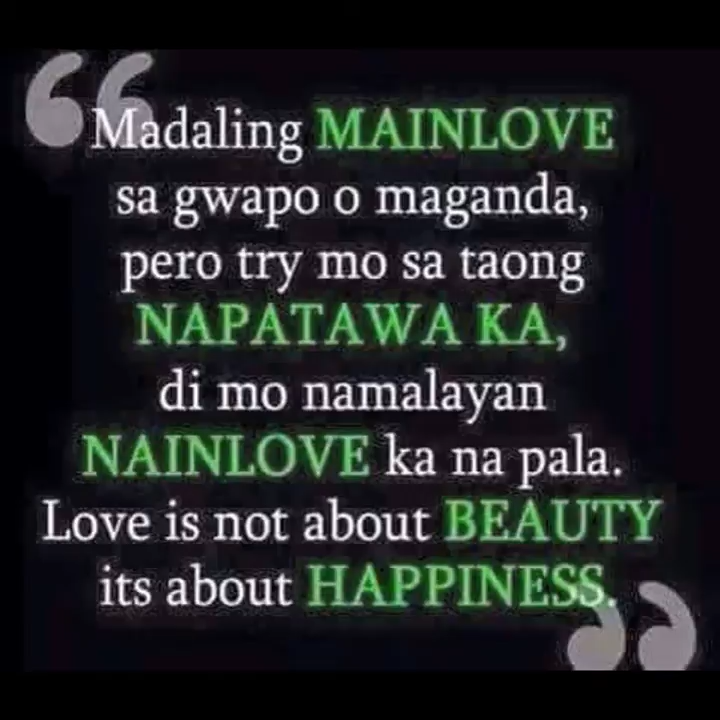 Madaling MAINLOVE
sa gwapo o maganda,
pero try mo sa taong
NAPATAWA KA,
di mo namalayan
NAINLOVE ka na pala.
Love is not about BEAUTY
its about HAPPINESS.